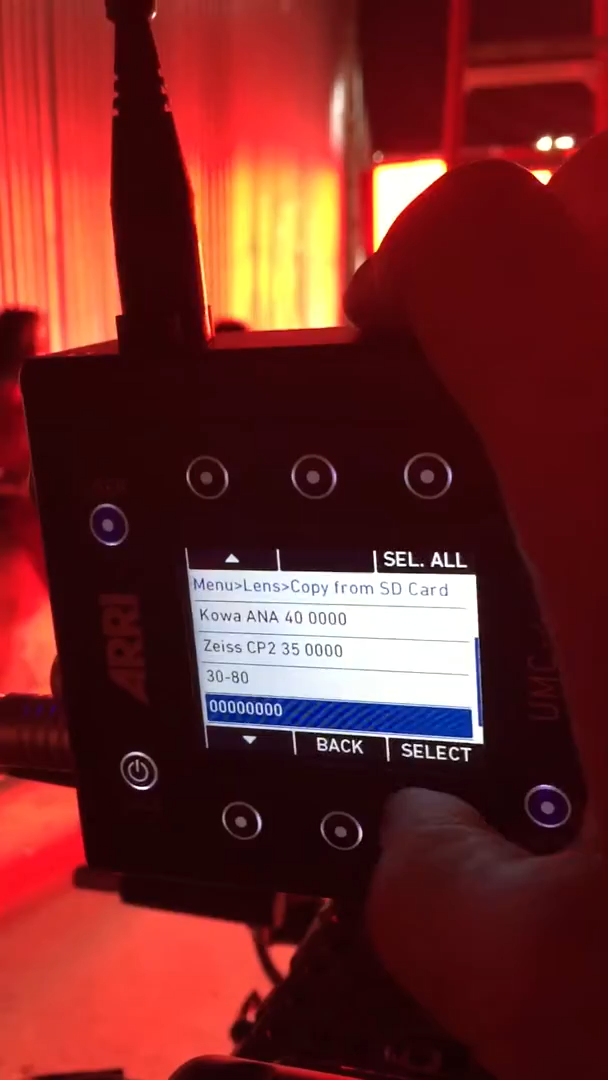 SEL. ALL
Menu>Lens>Copy from SD Card
Kowa ANA 40 0000
Zeiss CP2 35 0000
30-80
00000000
BACK
SELECT
ARRI
UMC